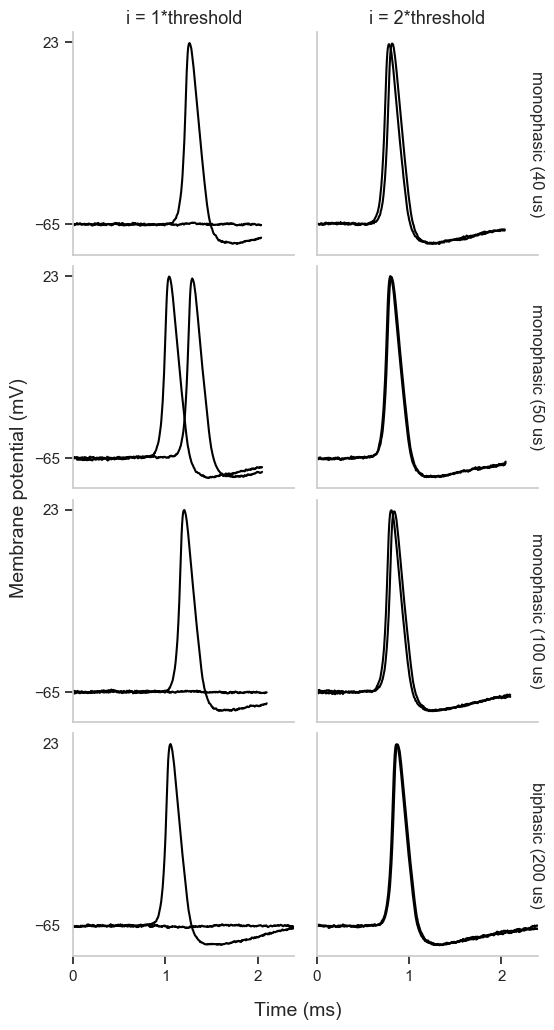 i = 1*threshold
i = 2*threshold
23
−65
monophasic (40 us)
23
−65
monophasic (50 us)
Membrane potential (mV)
23
−65
monophasic (100 us)
23
−65
biphasic (200 us)
0
1
2
0
1
2
Time (ms)